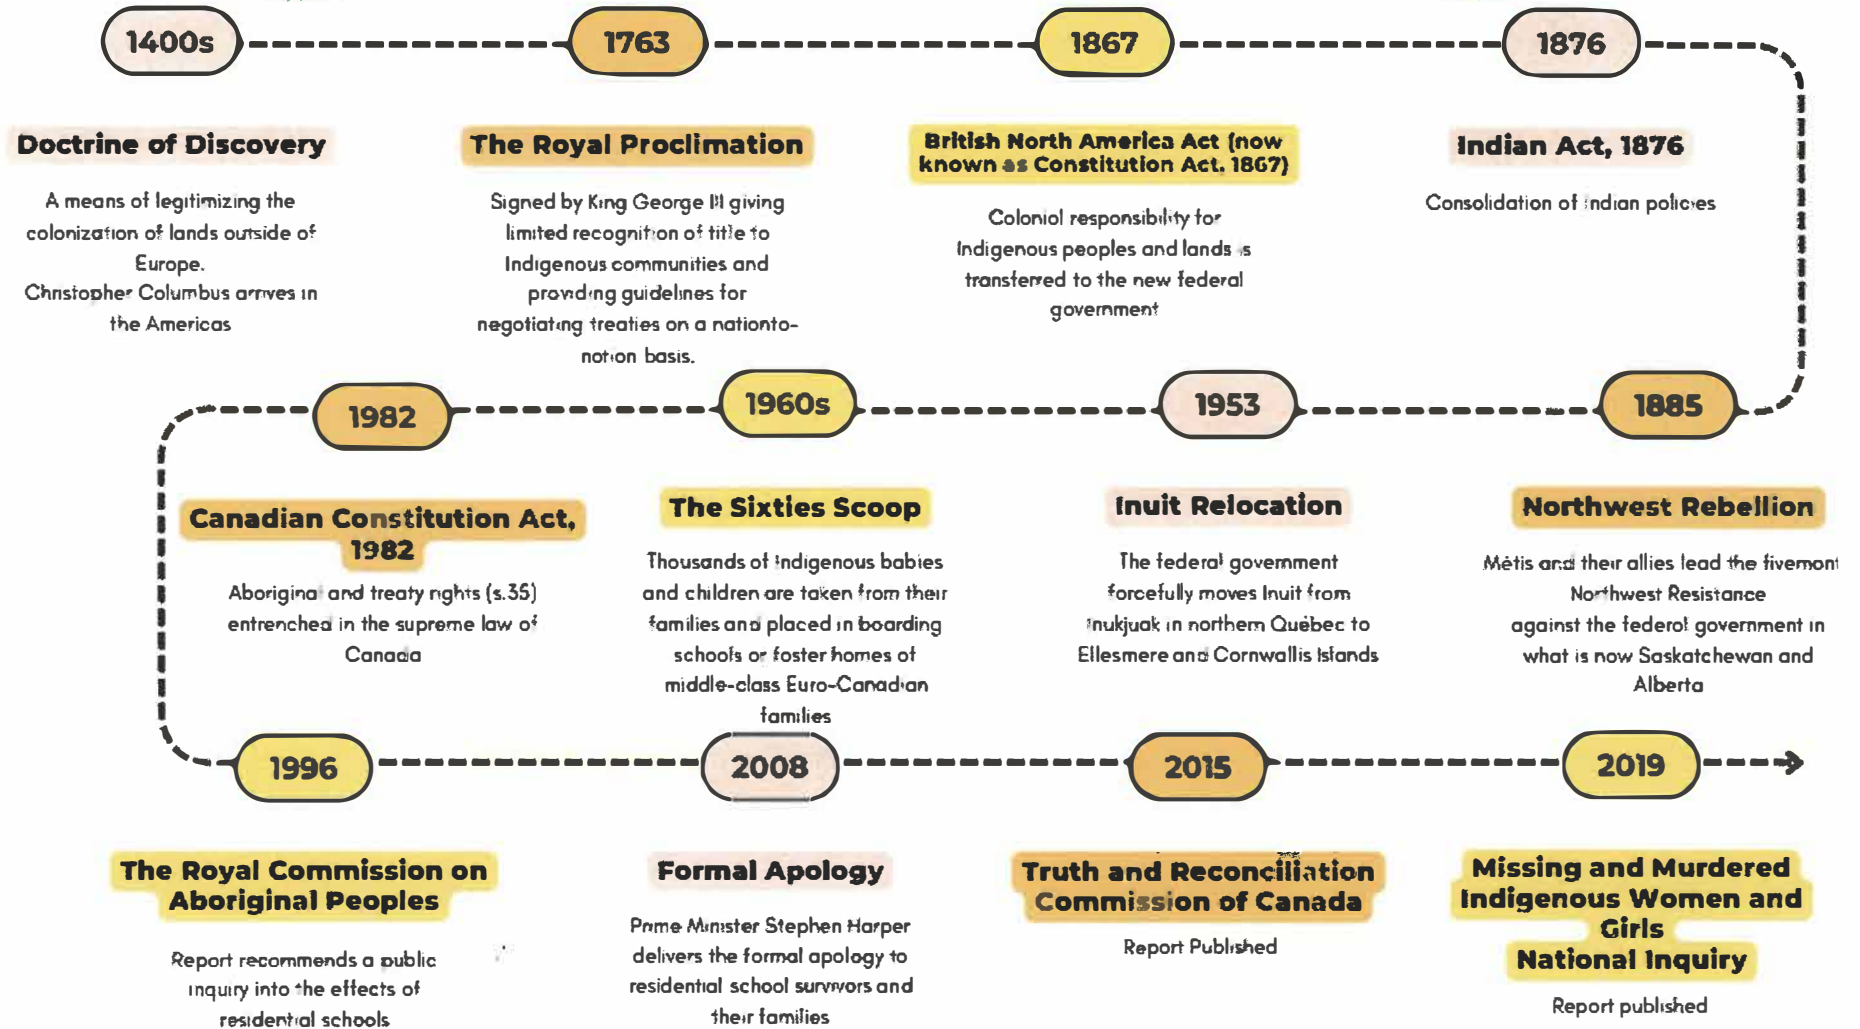 1400s
1763
1867
1876
Doctrine of Discovery
A means of legitimizing the
colonization of lands outside of
Europe.
Christopher Columbus arrives in
the Americas
The Royal Proclimation
Signed by King George III giving
limited recognition of title to
Indigenous communities and
providing guidelines for
negotiating treaties on a nationto-
nation basis.
British North America Act (now
known as Constitution Act, 1867)
Colonial responsibility for
Indigenous peoples and lands is
transferred to the new federal
government
Indian Act, 1876
Consolidation of Indian policies
1885
1953
1960s
1982
Northwest Rebellion
Métis and their allies lead the fivemont
Northwest Resistance
against the federal government in
what is now Saskatchewan and
Alberta
Inuit Relocation
The federal government
forcefully moves Inuit from
Inukjuak in northern Québec to
Ellesmere and Cornwallis Islands
The Sixties Scoop
Thousands of Indigenous babies
and children are taken from their
families and placed in boarding
schools or foster homes of
middle-class Euro-Canadian
families
Canadian Constitution Act,
1982
Aboriginal and treaty rights (s.35)
entrenched in the supreme law of
Canada
1996
2008
2015
2019
The Royal Commission on
Aboriginal Peoples
Report recommends a public
inquiry into the effects of
residential schools
Formal Apology
Prime Minister Stephen Harper
delivers the formal apology to
residential school survivors and
their families
Truth and Reconciliation
Commission of Canada
Report Published
Missing and Murdered
Indigenous Women and
Girls
National Inquiry
Report published